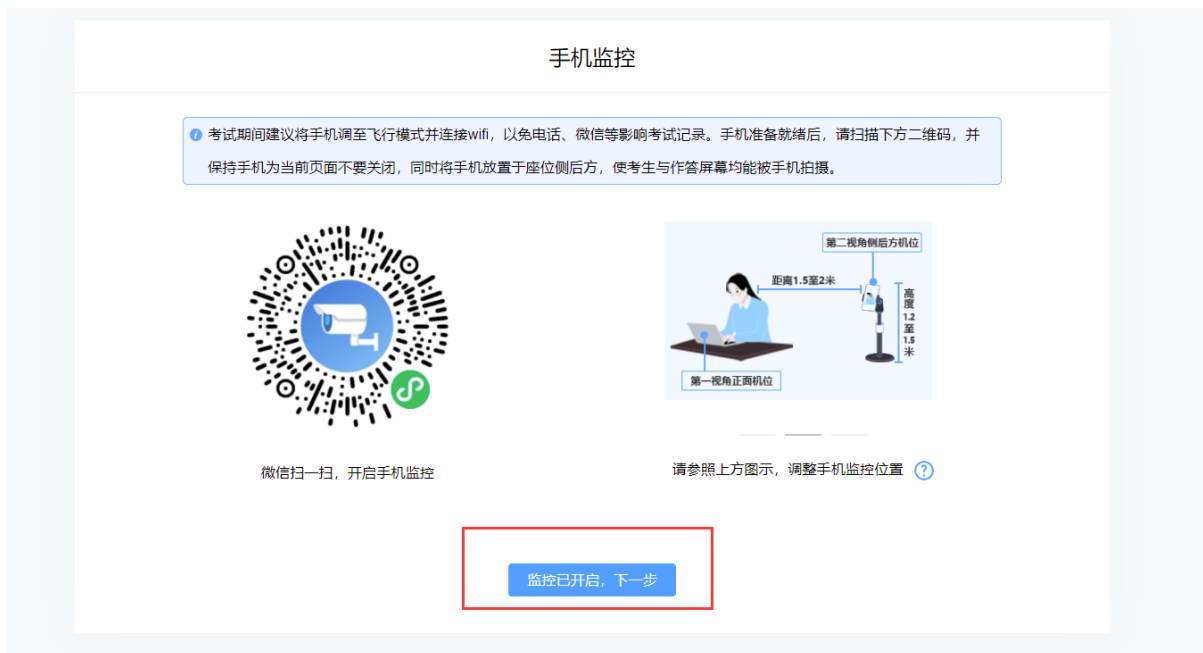 手机监控
考试期间建议将手机调至飞行模式并连接wifi，以免电话、微信等影响考试记录。手机准备就绪后，请扫描下方二维码，并
保持手机为当前页面不要关闭，同时将手机放置于座位侧后方，使考生与作答屏幕均能被手机拍摄。
第二视角侧后方机位
距离1.5至2米
高度1.2至1.5米
第一视角正面机位
微信扫一扫，开启手机监控
请参照上方图示，调整手机监控位置 ?
监控已开启，下一步